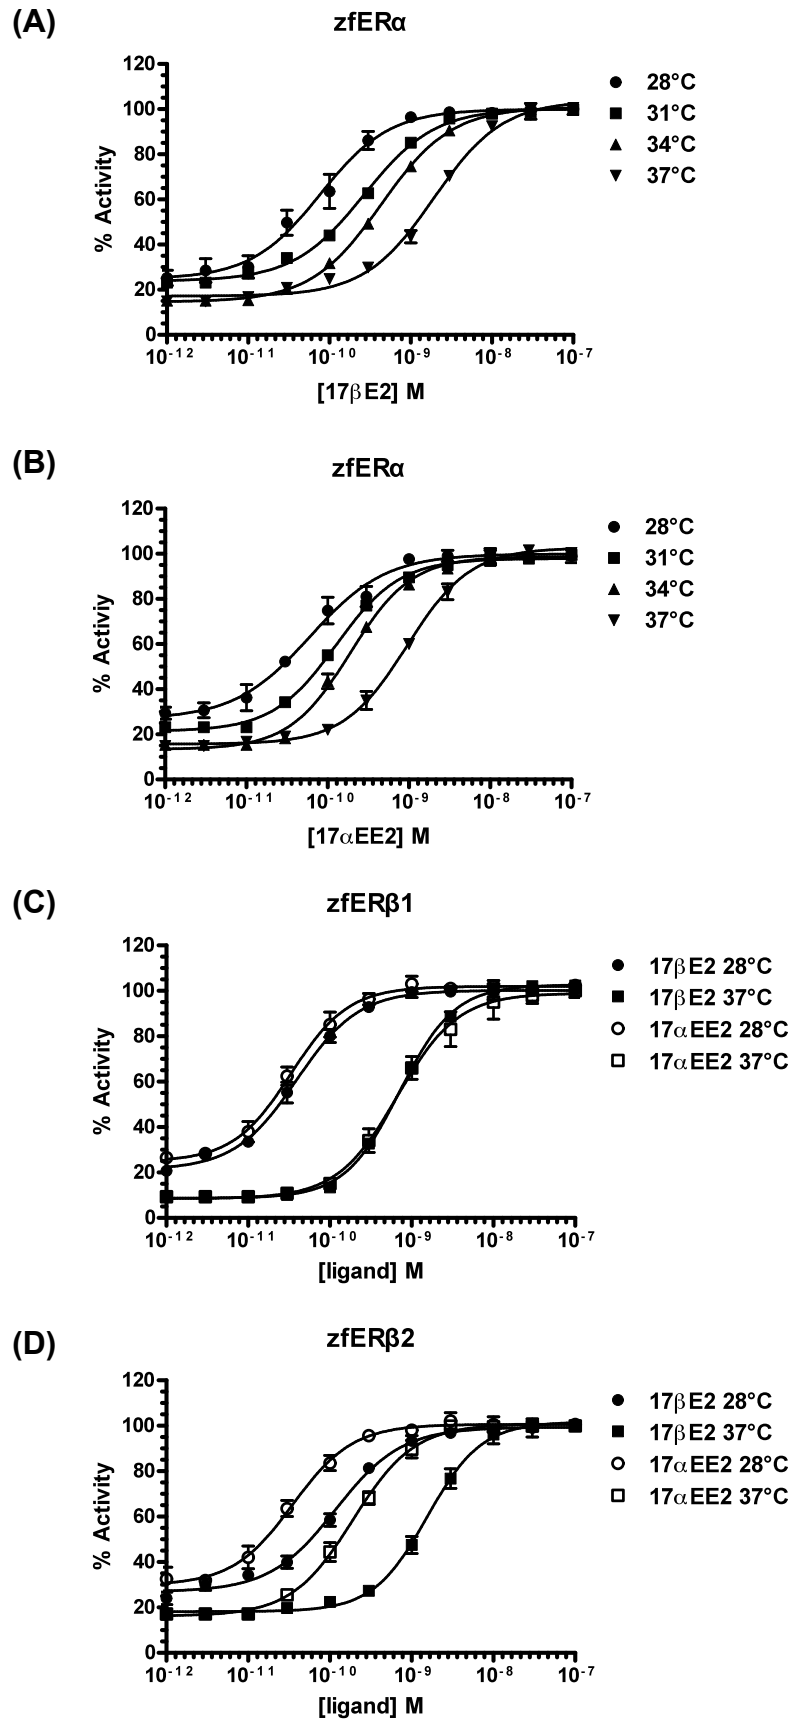 (A)
zfERα
120
100
80
60
40
20
0
% Activity
10⁻¹² 10⁻¹¹ 10⁻¹⁰ 10⁻⁹ 10⁻⁸ 10⁻⁷
[17βE2] M
28°C
31°C
34°C
37°C
(B)
zfERα
120
100
80
60
40
20
0
% Activiy
10⁻¹² 10⁻¹¹ 10⁻¹⁰ 10⁻⁹ 10⁻⁸ 10⁻⁷
[17αEE2] M
28°C
31°C
34°C
37°C
(C)
zfERβ1
120
100
80
60
40
20
0
% Activity
10⁻¹² 10⁻¹¹ 10⁻¹⁰ 10⁻⁹ 10⁻⁸ 10⁻⁷
[ligand] M
17βE2 28°C
17βE2 37°C
17αEE2 28°C
17αEE2 37°C
(D)
zfERβ2
120
100
80
60
40
20
0
% Activity
10⁻¹² 10⁻¹¹ 10⁻¹⁰ 10⁻⁹ 10⁻⁸ 10⁻⁷
[ligand] M
17βE2 28°C
17βE2 37°C
17αEE2 28°C
17αEE2 37°C